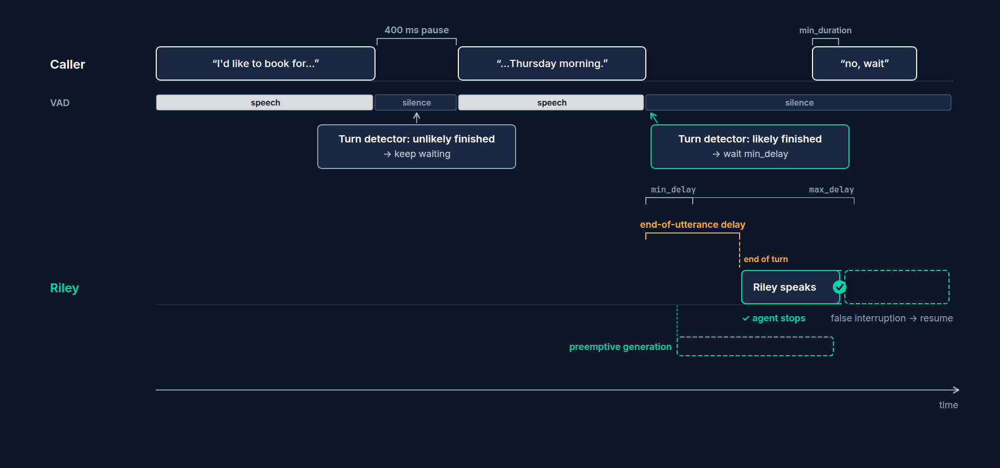 400 ms pause
min_duration
Caller
“I'd like to book for...”
“...Thursday morning.”
“no, wait”
VAD
speech
silence
speech
silence
Turn detector: unlikely finished
→ keep waiting
Turn detector: likely finished
→ wait min_delay
min_delay
max_delay
end-of-utterance delay
end of turn
Riley
Riley speaks
✓ agent stops
false interruption → resume
preemptive generation
time